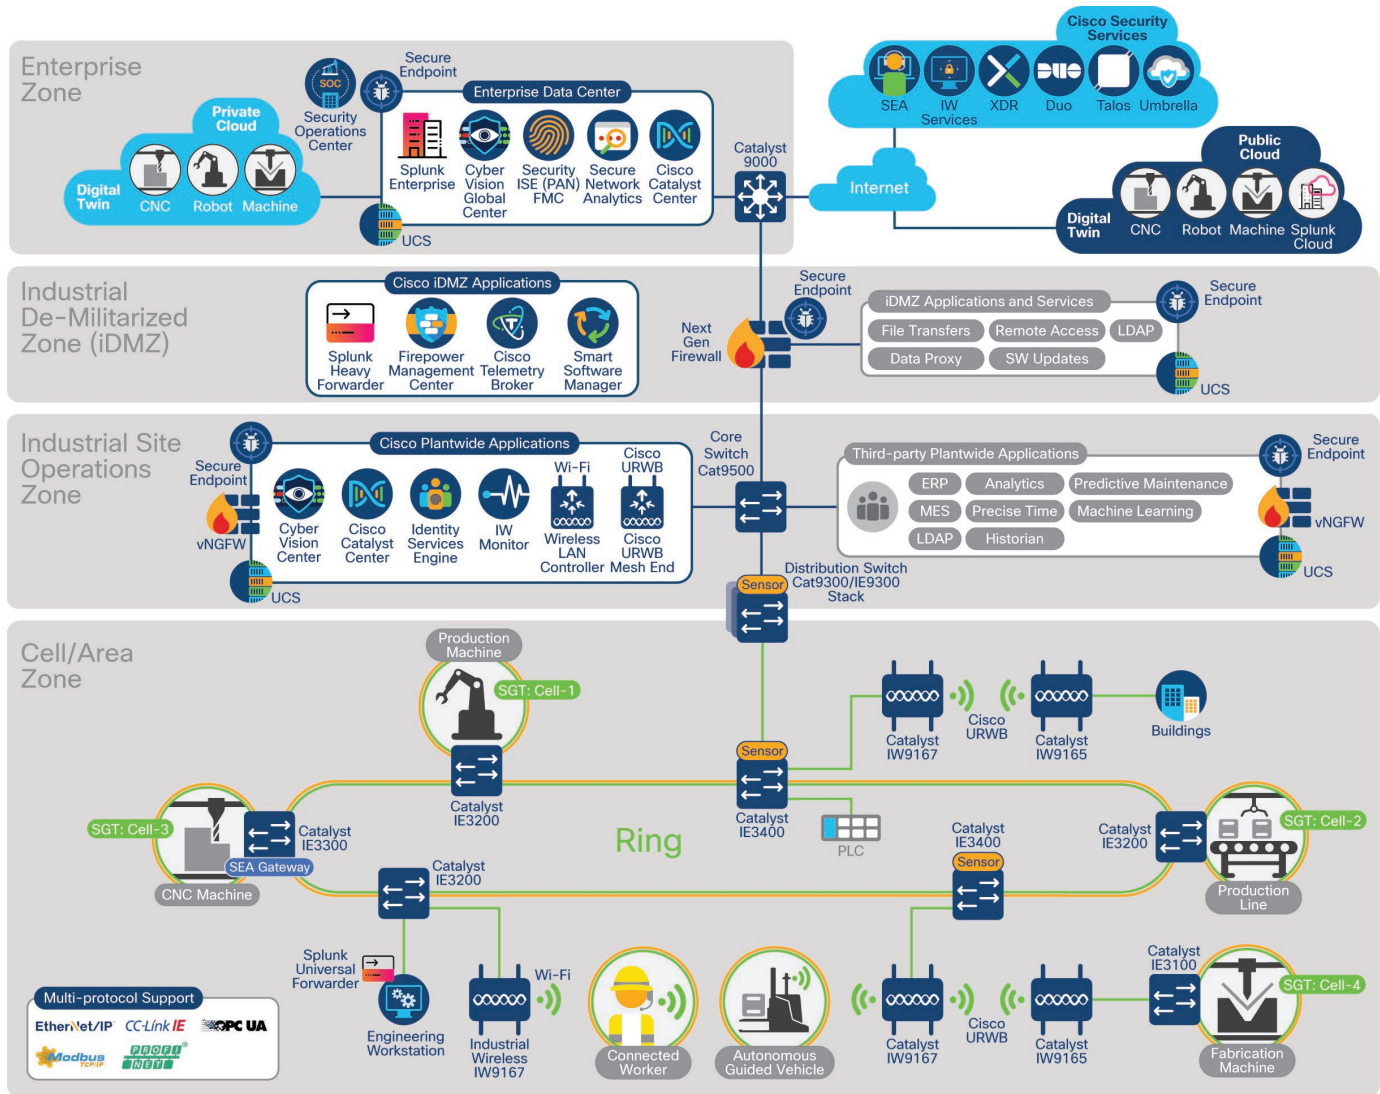 Cisco Security
Services
SEA
IW
Services
XDR
Duo
Talos
Umbrella
Enterprise
Zone
SOC
Security
Operations
Center
Secure
Endpoint
Private
Cloud
Digital
Twin
CNC
Robot
Machine
Enterprise Data Center
Splunk
Enterprise
Cyber
Vision
Global
Center
Security
ISE (PAN)
FMC
Secure
Network
Analytics
Cisco
Catalyst
Center
UCS
Catalyst
9000
Internet
Public
Cloud
Digital
Twin
CNC
Robot
Machine
Splunk
Cloud
Industrial
De-Militarized
Zone (iDMZ)
Cisco iDMZ Applications
Splunk
Heavy
Forwarder
Firepower
Management
Center
Cisco
Telemetry
Broker
Smart
Software
Manager
Next
Gen
Firewall
Secure
Endpoint
iDMZ Applications and Services
File Transfers
Remote Access
LDAP
Data Proxy
SW Updates
Secure
Endpoint
UCS
Industrial Site
Operations
Zone
Secure
Endpoint
vNGFW
UCS
Cisco Plantwide Applications
Cyber
Vision
Center
Cisco
Catalyst
Center
Identity
Services
Engine
IW
Monitor
Wi-Fi
Wireless
LAN
Controller
Cisco
URWB
Cisco
URWB
Mesh End
Core
Switch
Cat9500
Third-party Plantwide Applications
ERP
Analytics
Predictive Maintenance
MES
Precise Time
Machine Learning
LDAP
Historian
Secure
Endpoint
vNGFW
UCS
Sensor
Distribution Switch
Cat9300/IE9300
Stack
Cell/Area
Zone
Production
Machine
SGT: Cell-1
Catalyst
IE3200
Sensor
Catalyst
IE3400
PLC
Catalyst
IW9167
Cisco
URWB
Catalyst
IW9165
Buildings
SGT: Cell-3
Catalyst
IE3300
SEA Gateway
CNC Machine
Ring
Catalyst
IE3200
Catalyst
IE3400
Sensor
Catalyst
IE3200
SGT: Cell-2
Production
Line
Splunk
Universal
Forwarder
Engineering
Workstation
Wi-Fi
Industrial
Wireless
IW9167
Connected
Worker
Autonomous
Guided Vehicle
Catalyst
IW9167
Cisco
URWB
Catalyst
IW9165
Catalyst
IE3100
SGT: Cell-4
Fabrication
Machine
Multi-protocol Support
EtherNet/IP
CC-Link IE
OPC UA
Modbus
TCP/IP
PROFI
NET